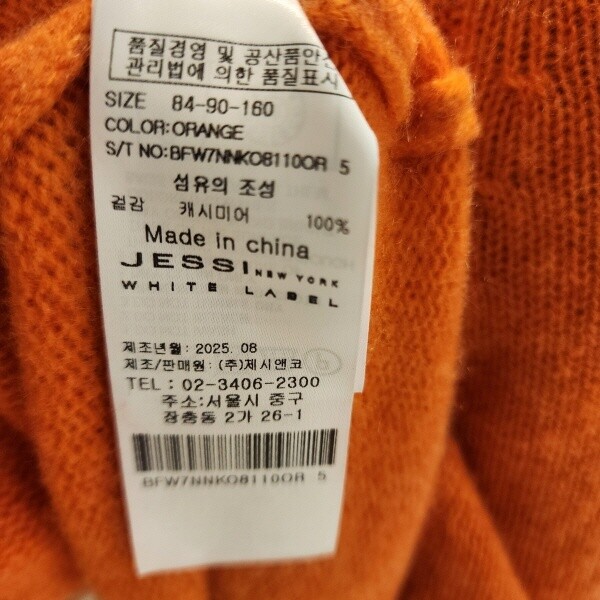 품질경영 및 공산품안전
관리법에 의한 품질표시
SIZE 84-90-160
COLOR:ORANGE
S/T NO:BFW7NNKO8110OR 5
섬유의 조성
겉감 캐시미어 100%
Made in china
JESSI NEW YORK
WHITE LABEL
제조년월: 2025. 08
제조/판매원: (주)제시앤코
TEL : 02-3406-2300
주소:서울시 중구
장충동 2가 26-1
BFW7NNKO8110OR 5